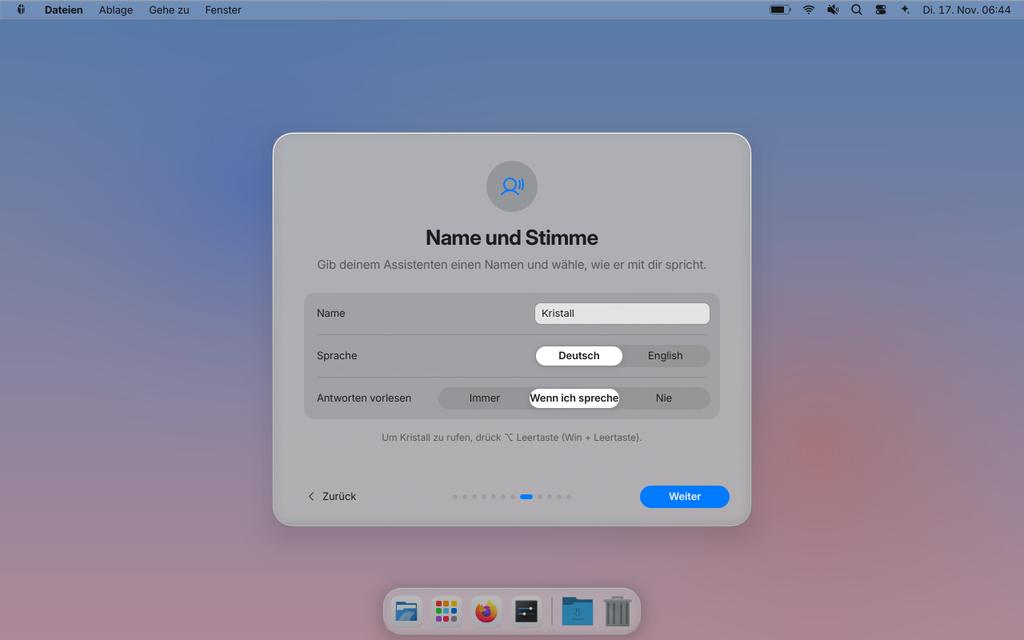 Dateien Ablage Gehe zu Fenster Di. 17. Nov. 06:44
Name und Stimme
Gib deinem Assistenten einen Namen und wähle, wie er mit dir spricht.
Name Kristall
Sprache Deutsch English
Antworten vorlesen Immer Wenn ich spreche Nie
Um Kristall zu rufen, drück ⌥ Leertaste (Win + Leertaste).
Zurück Weiter